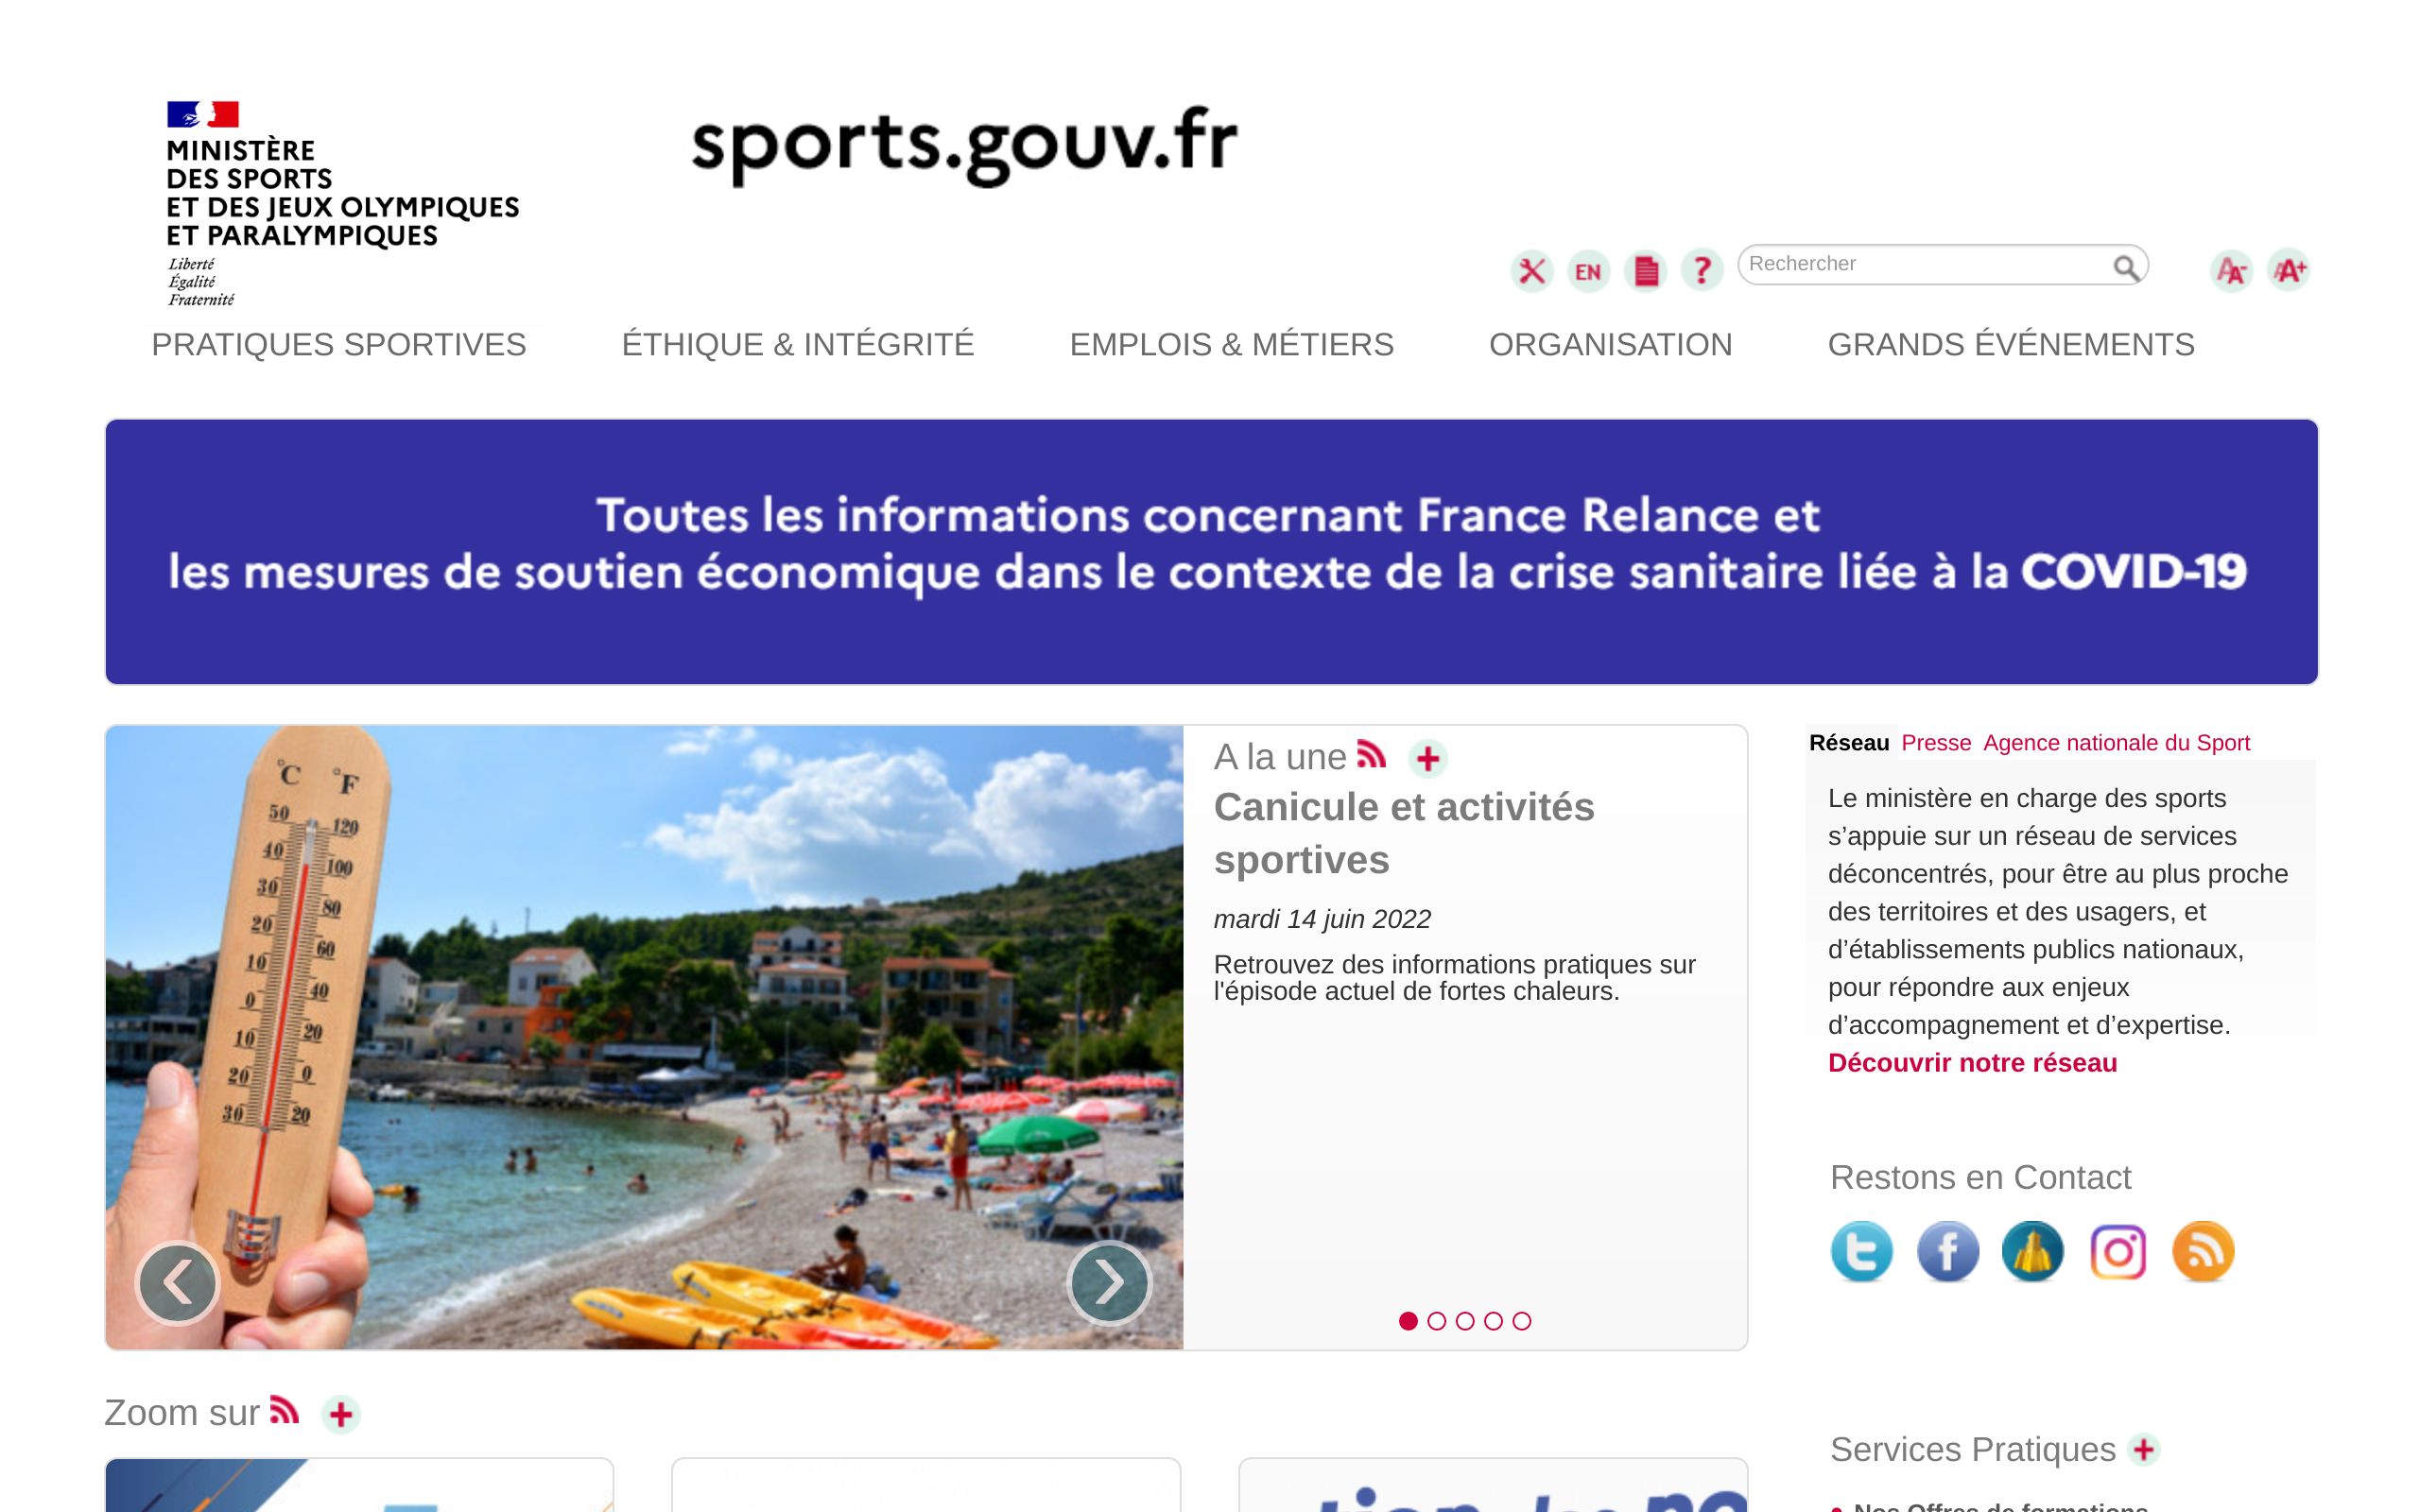 MINISTÈRE
DES SPORTS
ET DES JEUX OLYMPIQUES
ET PARALYMPIQUES
Liberté
Égalité
Fraternité
sports.gouv.fr
EN
?
Rechercher
AA-
AA+
PRATIQUES SPORTIVES
ÉTHIQUE & INTÉGRITÉ
EMPLOIS & MÉTIERS
ORGANISATION
GRANDS ÉVÉNEMENTS
Toutes les informations concernant France Relance et
les mesures de soutien économique dans le contexte de la crise sanitaire liée à la COVID-19
°C °F
50 120
40 100
30 80
20 60
10 40
0 20
10 0
20 20
30
A la une
Canicule et activités
sportives
mardi 14 juin 2022
Retrouvez des informations pratiques sur
l'épisode actuel de fortes chaleurs.
Réseau Presse Agence nationale du Sport
Le ministère en charge des sports
s’appuie sur un réseau de services
déconcentrés, pour être au plus proche
des territoires et des usagers, et
d’établissements publics nationaux,
pour répondre aux enjeux
d’accompagnement et d’expertise.
Découvrir notre réseau
Restons en Contact
Zoom sur
Services Pratiques
Nos Offres de formations